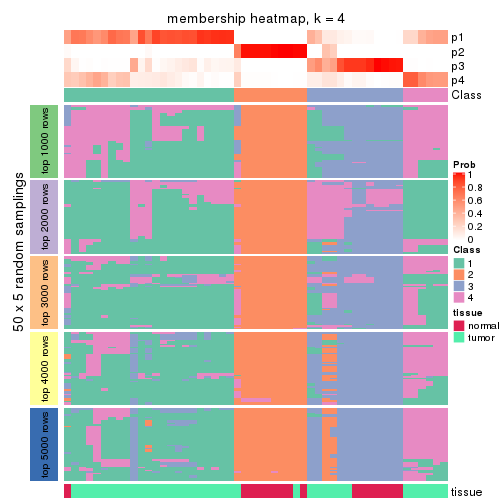 membership heatmap, k = 4
p1
p2
p3
p4
Class
50 x 5 random samplings
top 1000 rows
top 2000 rows
top 3000 rows
top 4000 rows
top 5000 rows
tissue
Prob
1
0.8
0.6
0.4
0.2
0
Class
1
2
3
4
tissue
normal
tumor